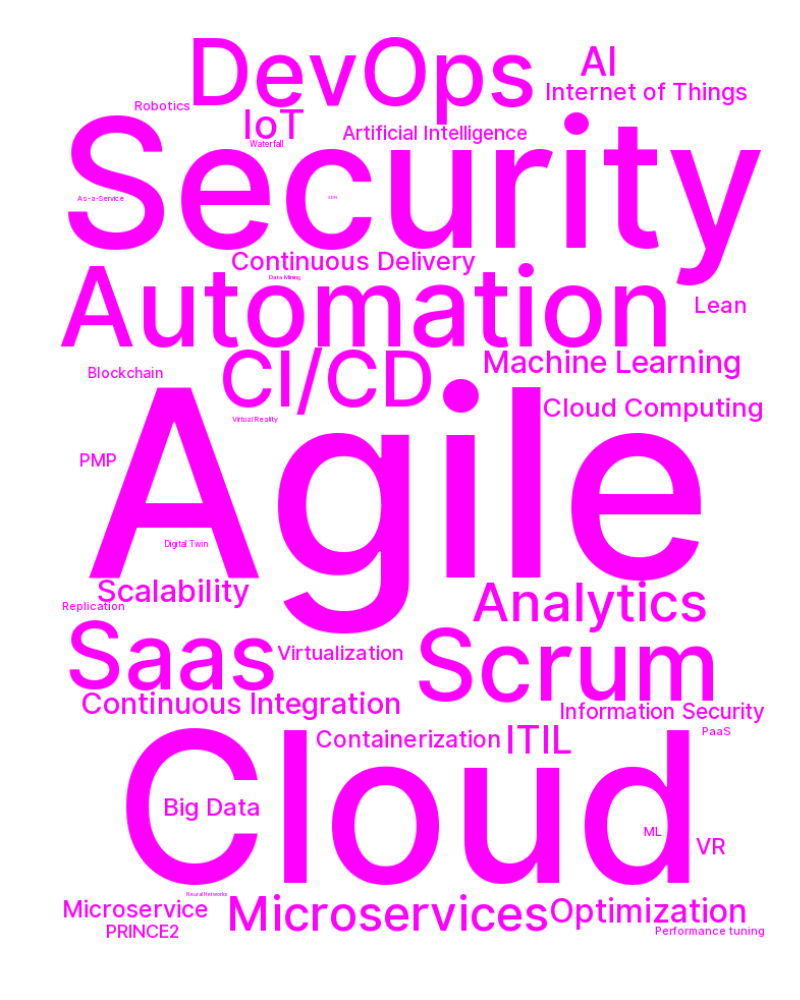 DevOps
AI
Internet of Things
Robotics
IoT
Artificial Intelligence
Waterfall
Security
As-a-Service
Continuous Delivery
Data Mining
Automation
Lean
CI/CD
Machine Learning
Blockchain
Cloud Computing
Virtual Reality
Agile
PMP
Digital Twin
Scalability
Analytics
Replication
Saas
Virtualization
Scrum
Continuous Integration
Information Security
Containerization
ITIL
PaaS
Cloud
Big Data
ML
VR
Neural Networks
Microservice
Microservices
Optimization
PRINCE2
Performance tuning